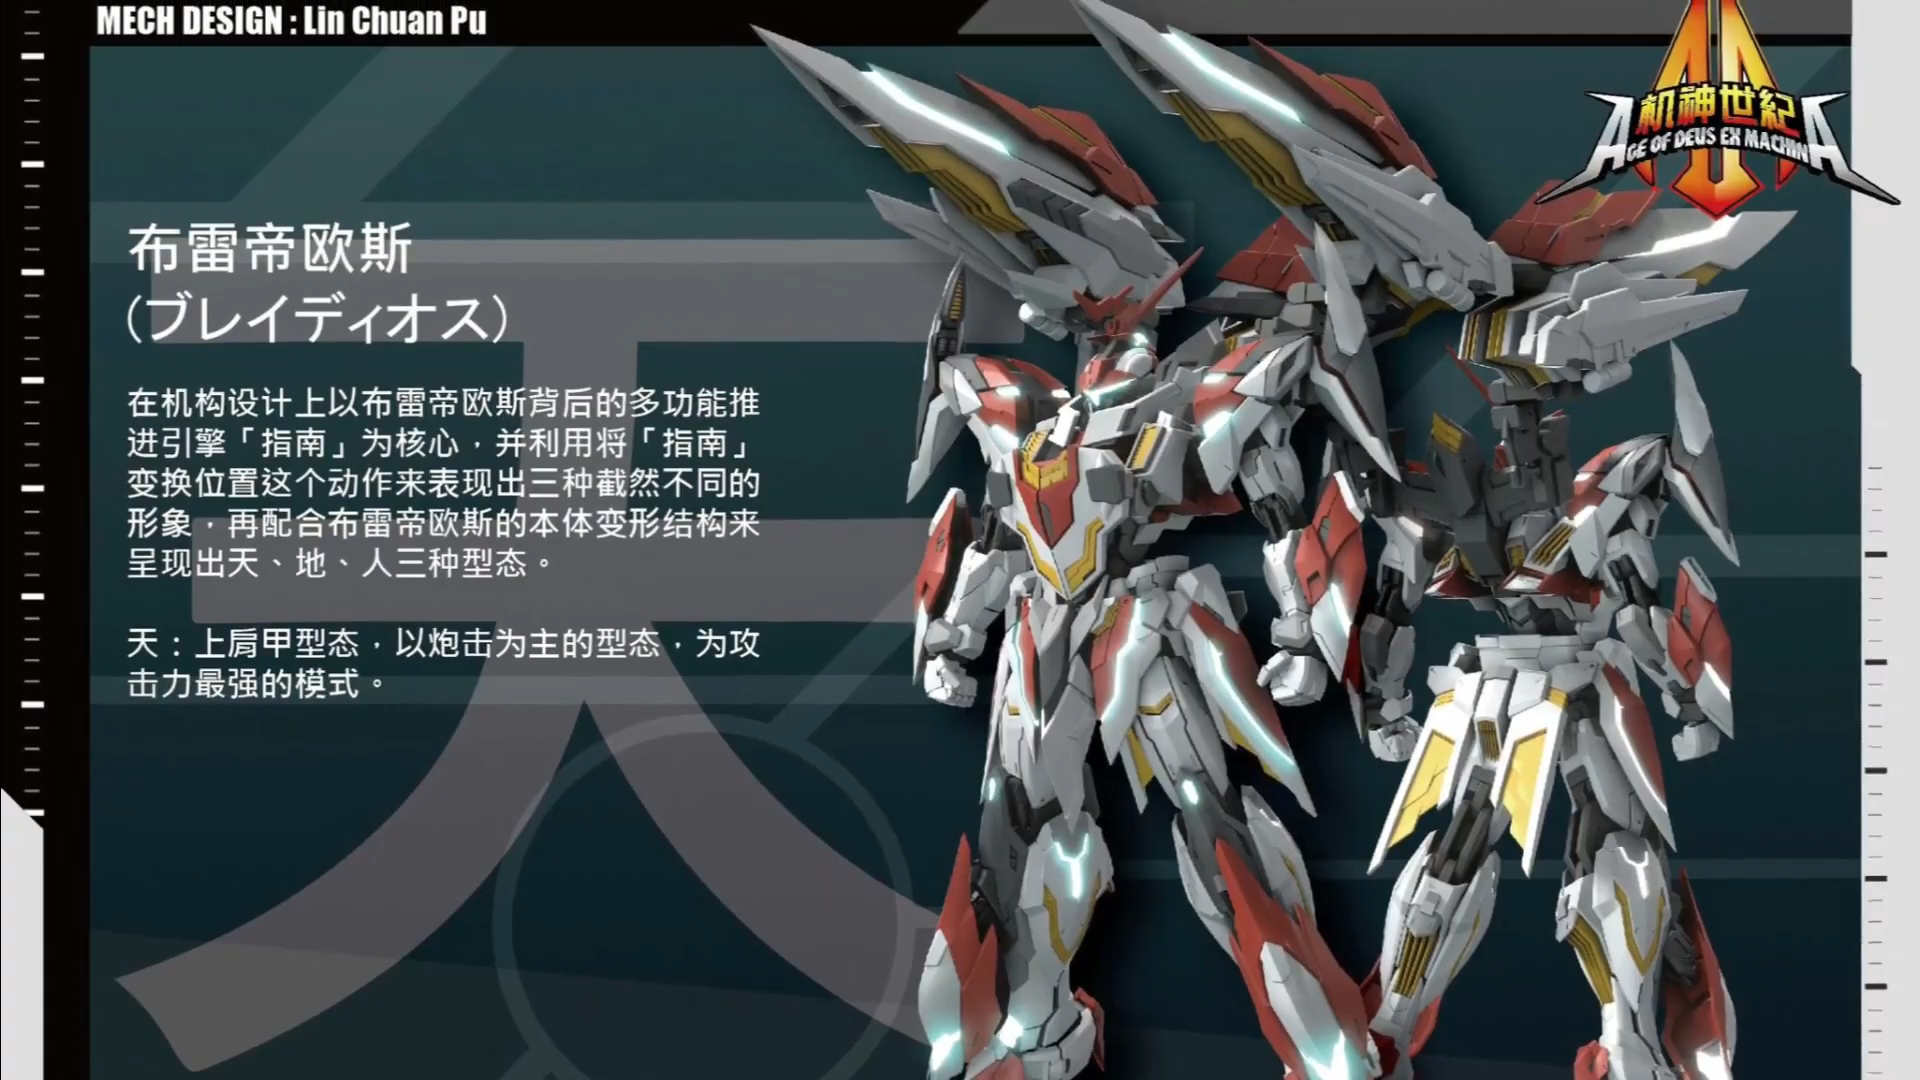 MECH DESIGN : Lin Chuan Pu
机神世紀
AGE OF DEUS EX MACHINA
布雷帝欧斯
(ブレイディオス)
在机构设计上以布雷帝欧斯背后的多功能推
进引擎「指南」为核心，并利用将「指南」
变换位置这个动作来表现出三种截然不同的
形象，再配合布雷帝欧斯的本体变形结构来
呈现出天、地、人三种型态。
天：上肩甲型态，以炮击为主的型态，为攻
击力最强的模式。
天